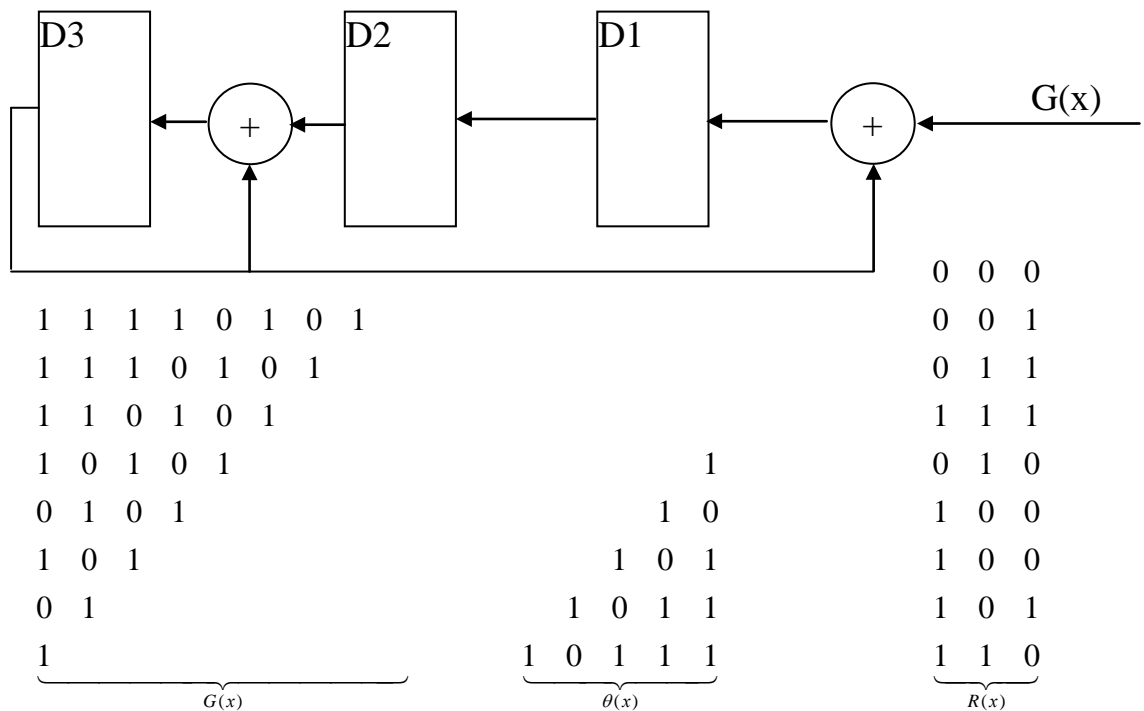 D3 D2 D1
G(x)
+ +
0 0 0
1 1 1 1 0 1 0 1 0 0 1
1 1 1 0 1 0 1 0 1 1
1 1 0 1 0 1 1 1 1
1 0 1 0 1 1 0 1 0
0 1 0 1 1 0 1 0 0
1 0 1 1 0 1 1 0 0
0 1 1 0 1 1 1 0 1
1 1 0 1 1 1 1 1 0
G(x) θ(x) R(x)